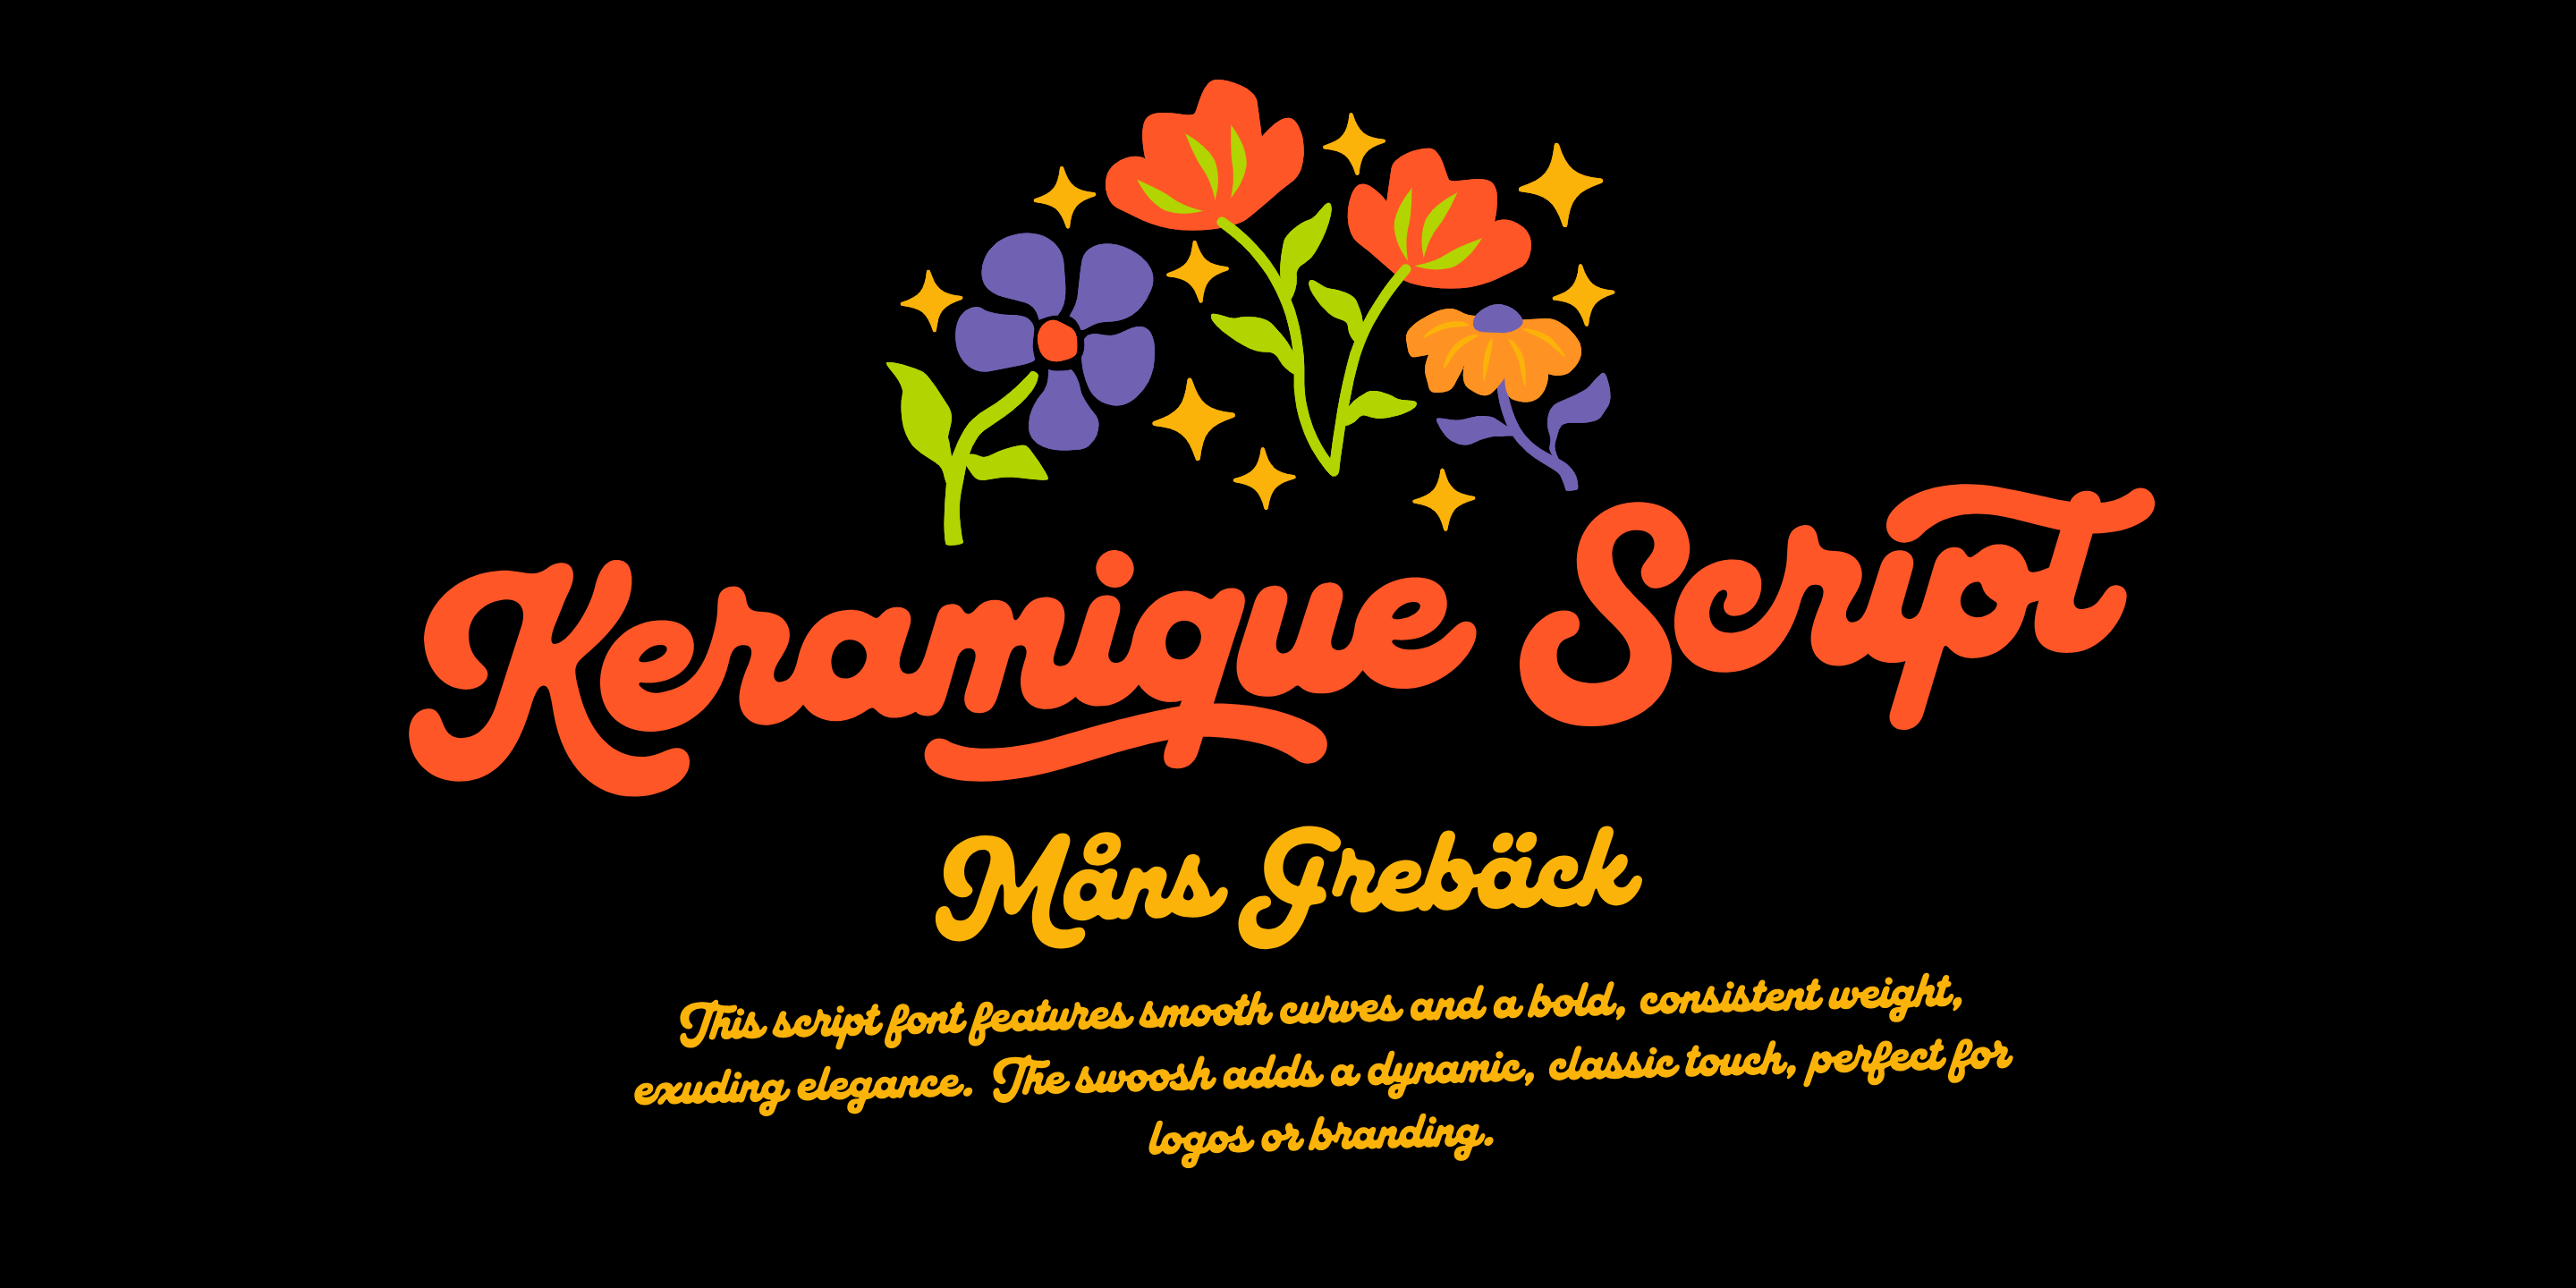 Keramique Script
Måns Grebäck
This script font features smooth curves and a bold, consistent weight,
exuding elegance. The swoosh adds a dynamic, classic touch, perfect for
logos or branding.